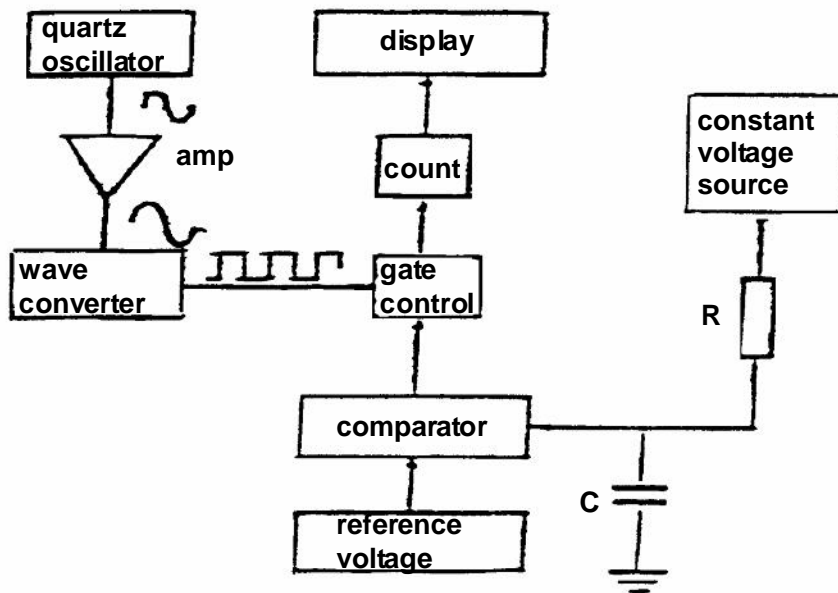 quartz
oscillator
display
amp
count
constant
voltage
source
wave
converter
gate
control
R
comparator
C
reference
voltage